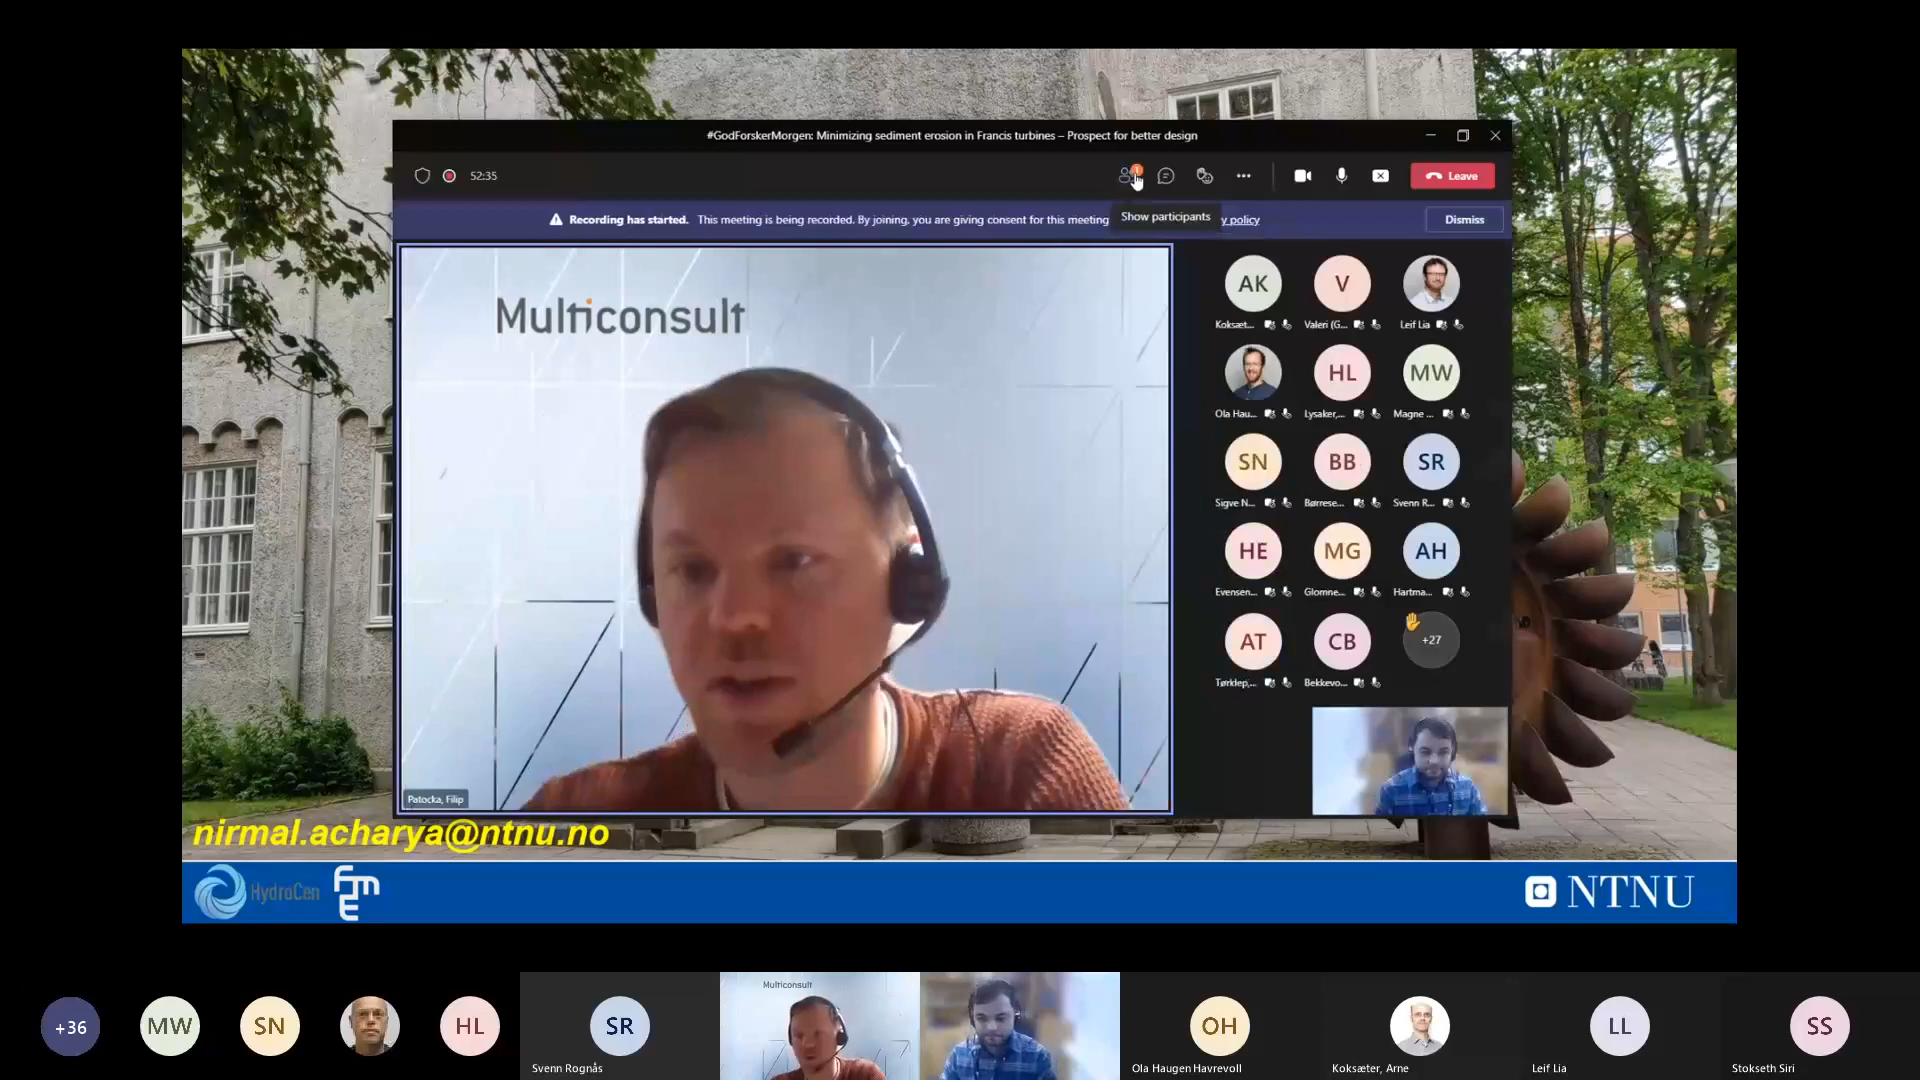 #GodForskerMorgen: Minimizing sediment erosion in Francis turbines – Prospect for better design
52:35
1
Leave
Recording has started. This meeting is being recorded. By joining, you are giving consent for this meeting
Show participants
y policy
Dismiss
Multiconsult
AK
V
Koksæt...
Valeri (G...
Leif Lia
HL
MW
Ola Hau...
Lysaker,...
Magne ...
SN
BB
SR
Sigve N...
Børrese...
Svenn R...
HE
MG
AH
Evensen...
Glomne...
Hartma...
AT
CB
+27
Tørklep,...
Bekkevo...
Patocka, Filip
nirmal.acharya@ntnu.no
HydroCen
FME
NTNU
+36
MW
SN
HL
SR
Svenn Rognås
Multiconsult
OH
Ola Haugen Havrevoll
Koksæter, Arne
LL
Leif Lia
SS
Stokseth Siri